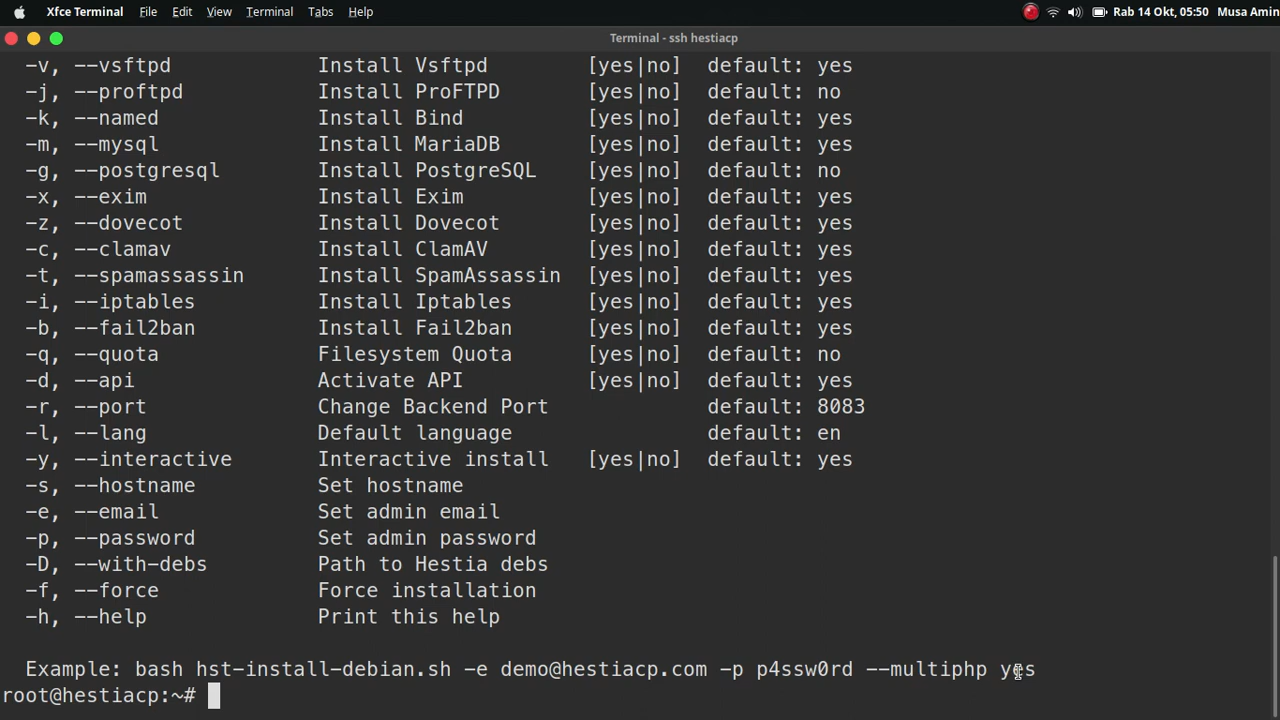 Xfce Terminal File Edit View Terminal Tabs Help Rab 14 Okt, 05:50 Musa Amin
Terminal - ssh hestiacp
-v, --vsftpd Install Vsftpd [yes|no] default: yes
-j, --proftpd Install ProFTPD [yes|no] default: no
-k, --named Install Bind [yes|no] default: yes
-m, --mysql Install MariaDB [yes|no] default: yes
-g, --postgresql Install PostgreSQL [yes|no] default: no
-x, --exim Install Exim [yes|no] default: yes
-z, --dovecot Install Dovecot [yes|no] default: yes
-c, --clamav Install ClamAV [yes|no] default: yes
-t, --spamassassin Install SpamAssassin [yes|no] default: yes
-i, --iptables Install Iptables [yes|no] default: yes
-b, --fail2ban Install Fail2ban [yes|no] default: yes
-q, --quota Filesystem Quota [yes|no] default: no
-d, --api Activate API [yes|no] default: yes
-r, --port Change Backend Port default: 8083
-l, --lang Default language default: en
-y, --interactive Interactive install [yes|no] default: yes
-s, --hostname Set hostname
-e, --email Set admin email
-p, --password Set admin password
-D, --with-debs Path to Hestia debs
-f, --force Force installation
-h, --help Print this help
Example: bash hst-install-debian.sh -e demo@hestiacp.com -p p4ssw0rd --multiphp yes
root@hestiacp:~#